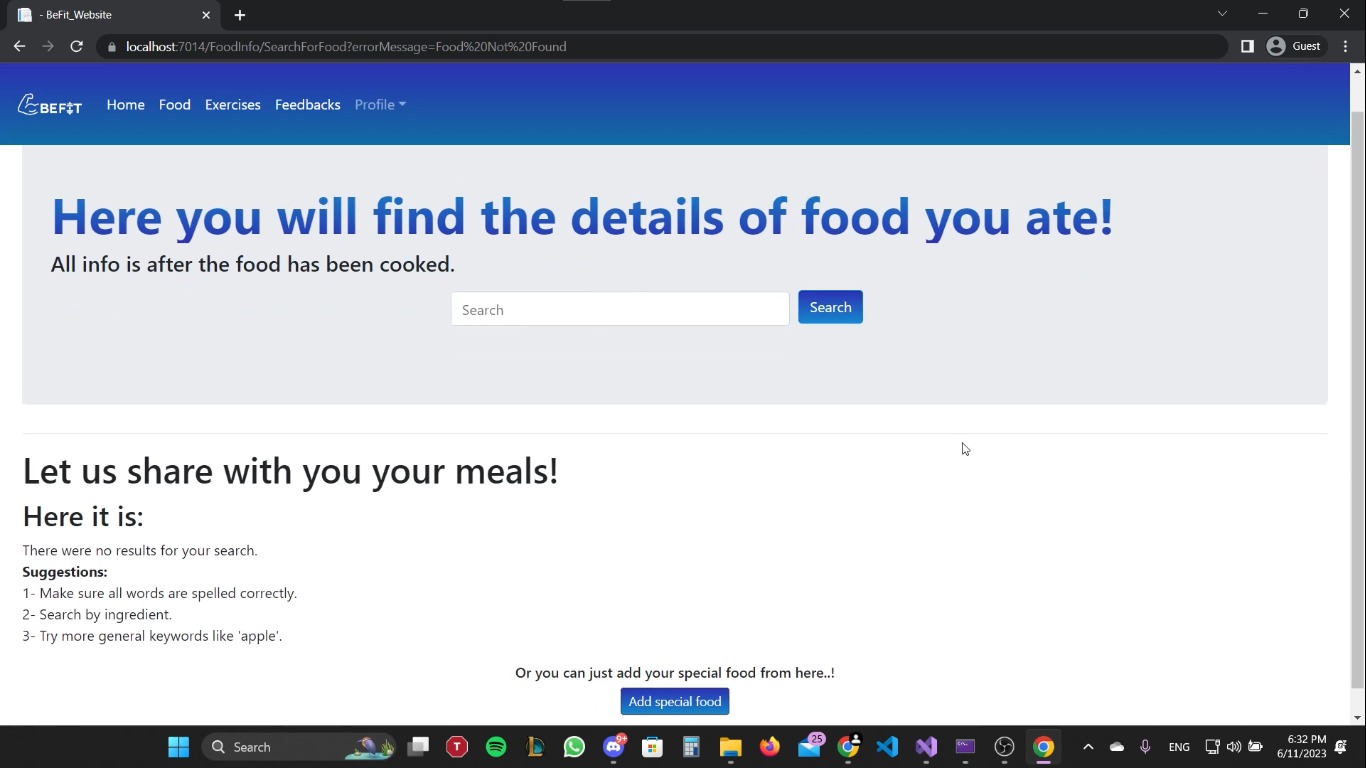 - BeFit_Website
localhost:7014/FoodInfo/SearchForFood?errorMessage=Food%20Not%20Found
Guest
BEFIT
Home
Food
Exercises
Feedbacks
Profile
Here you will find the details of food you ate!
All info is after the food has been cooked.
Search
Search
Let us share with you your meals!
Here it is:
There were no results for your search.
Suggestions:
1- Make sure all words are spelled correctly.
2- Search by ingredient.
3- Try more general keywords like 'apple'.
Or you can just add your special food from here..!
Add special food
Search
T
9+
25
ENG
6:32 PM
6/11/2023